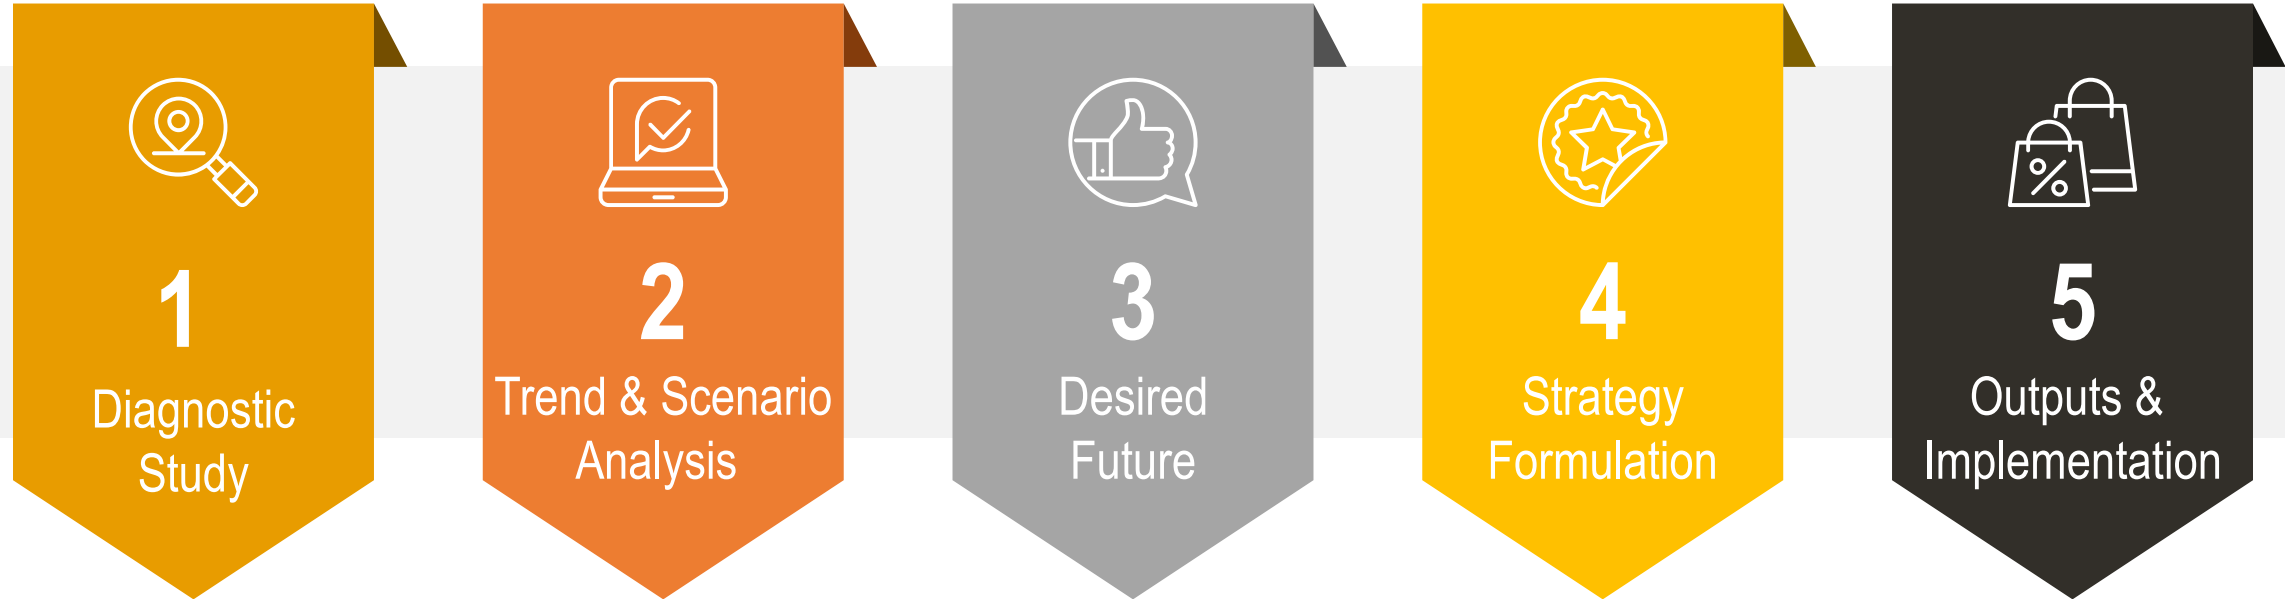 1
Diagnostic
Study
2
Trend & Scenario
Analysis
3
Desired
Future
4
Strategy
Formulation
%
5
Outputs &
Implementation